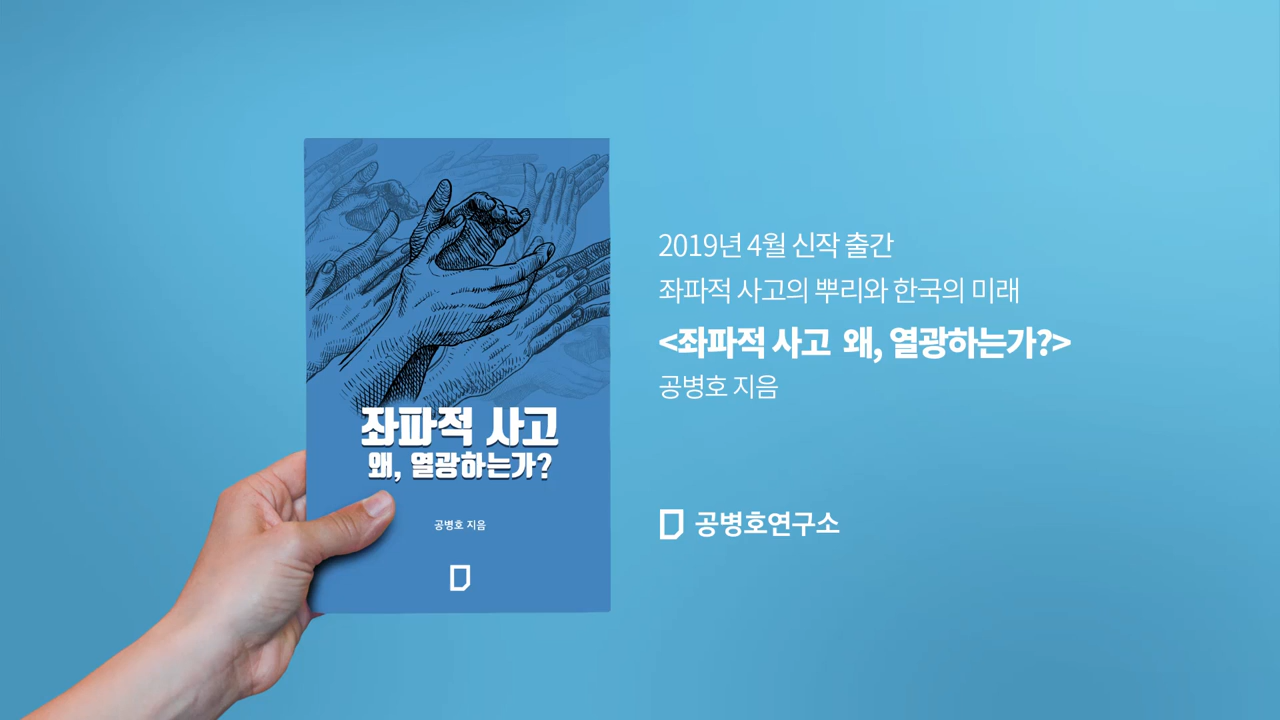 좌파적 사고
왜, 열광하는가?
공병호 지음
2019년 4월 신작 출간
좌파적 사고의 뿌리와 한국의 미래
<좌파적 사고 왜, 열광하는가?>
공병호 지음
공병호연구소